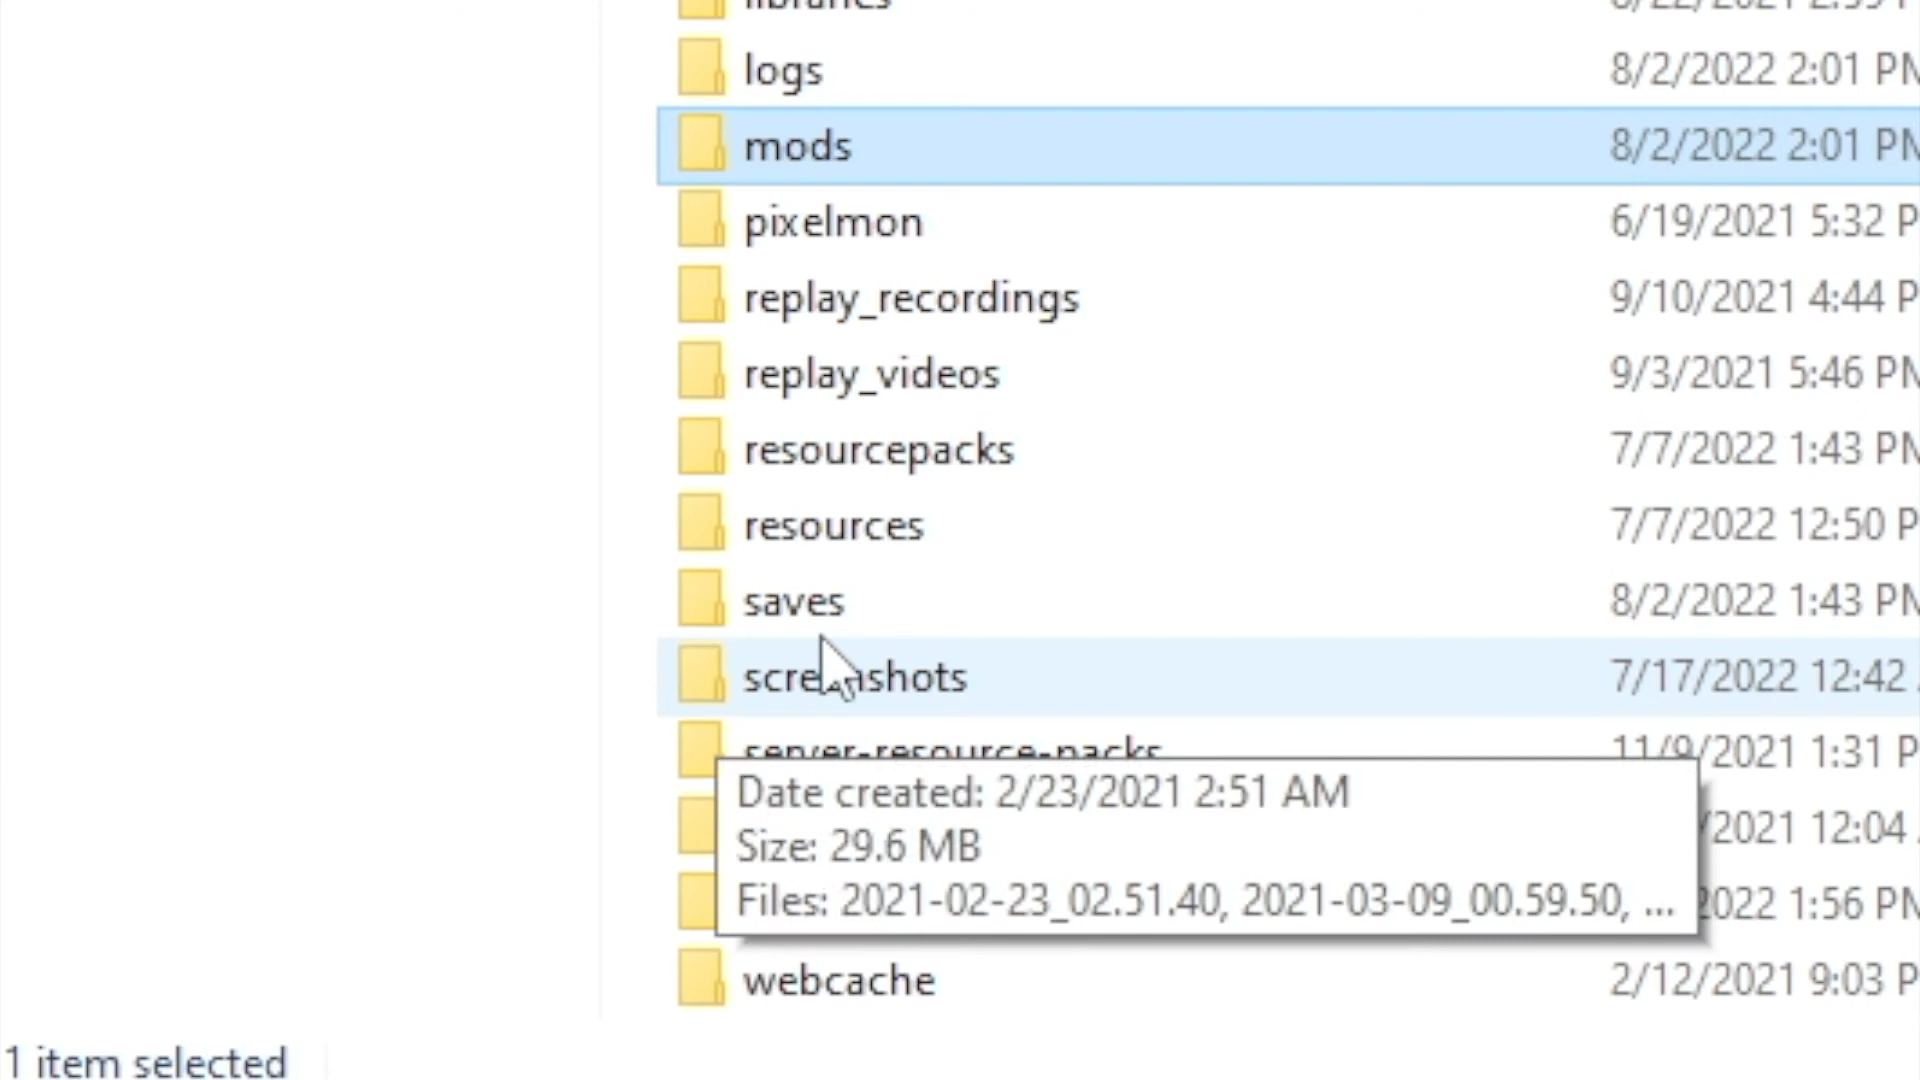 libraries
logs 8/2/2022 2:01 PM
mods 8/2/2022 2:01 PM
pixelmon 6/19/2021 5:32 P
replay_recordings 9/10/2021 4:44 P
replay_videos 9/3/2021 5:46 PM
resourcepacks 7/7/2022 1:43 PM
resources 7/7/2022 12:50 P
saves 8/2/2022 1:43 PM
screenshots 7/17/2022 12:42
server-resource-packs 11/9/2021 1:31 P
Date created: 2/23/2021 2:51 AM
/2021 12:04
Size: 29.6 MB
Files: 2021-02-23_02.51.40, 2021-03-09_00.59.50, ...
2022 1:56 PM
webcache 2/12/2021 9:03 P
1 item selected